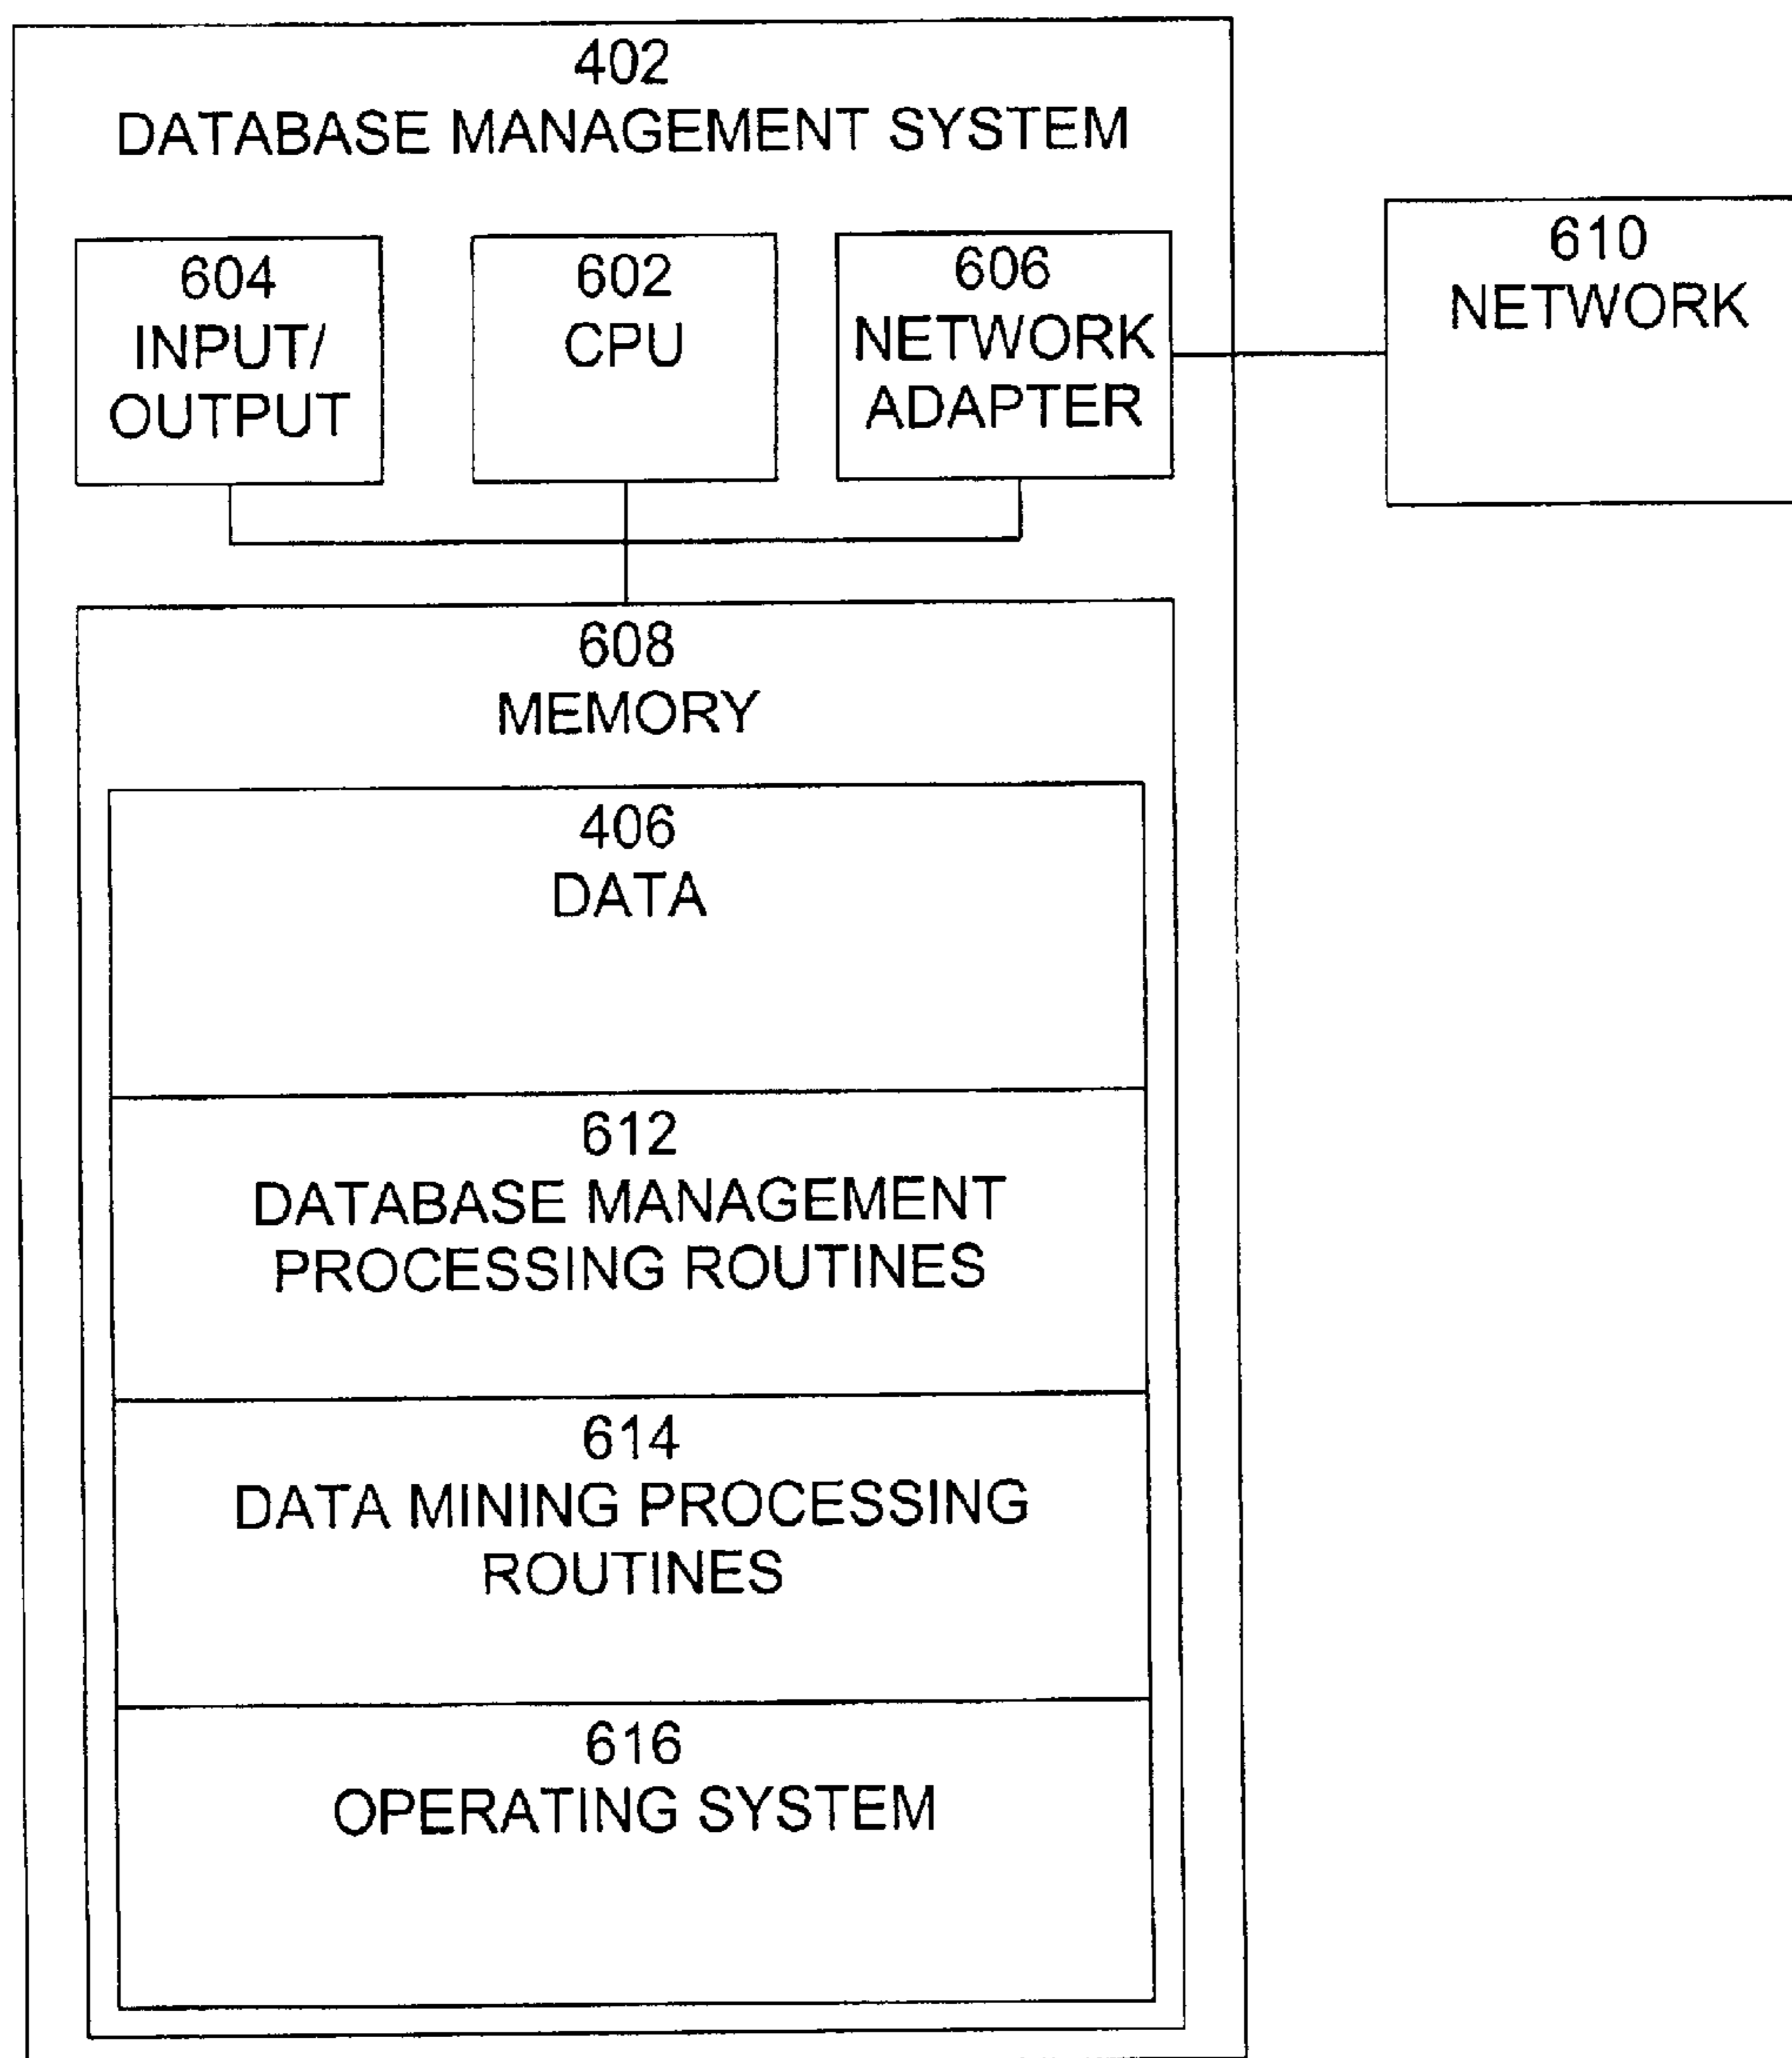 402
DATABASE MANAGEMENT SYSTEM
604
INPUT/
OUTPUT
602
CPU
606
NETWORK
ADAPTER
610
NETWORK
608
MEMORY
406
DATA
612
DATABASE MANAGEMENT
PROCESSING ROUTINES
614
DATA MINING PROCESSING
ROUTINES
616
OPERATING SYSTEM